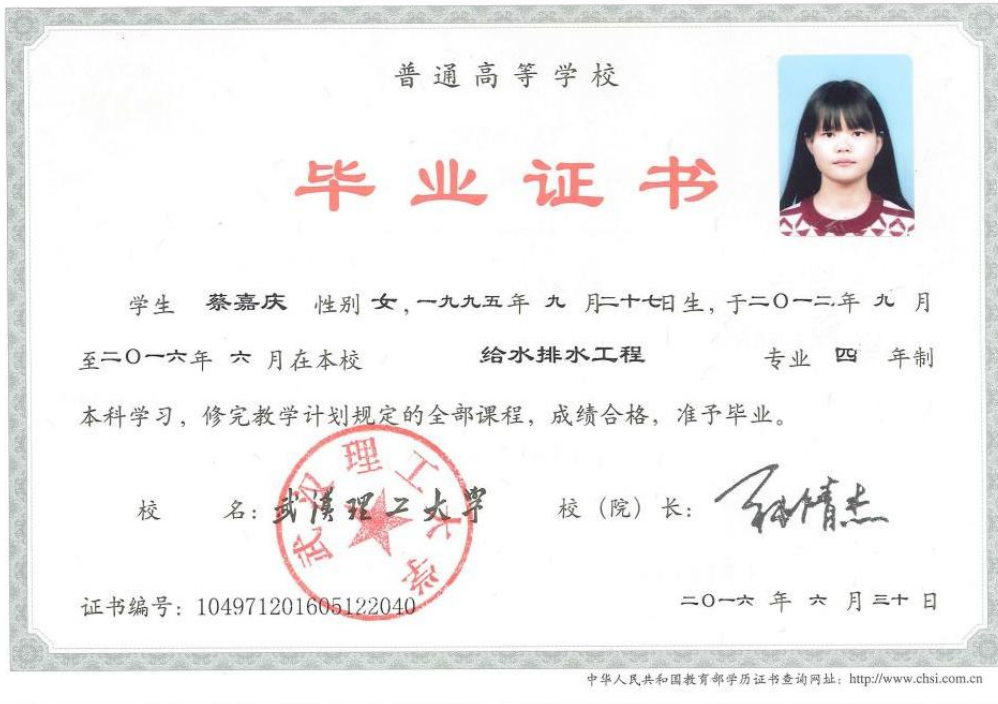 普通高等学校
毕业证书
学生 蔡嘉庆 性别 女，一九九五年 九 月二十七日生，于二〇一二年 九 月
至二〇一六年 六 月在本校 给水排水工程 专业 四 年制
本科学习，修完教学计划规定的全部课程，成绩合格，准予毕业。
武汉理工大学
校 名：武漢理工大学 校（院）长：
证书编号：104971201605122040 二〇一六 年 六 月三十 日
中华人民共和国教育部学历证书查询网址：http://www.chsi.com.cn